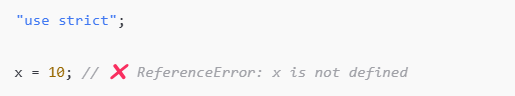 "use strict";
x = 10; // ❌ ReferenceError: x is not defined